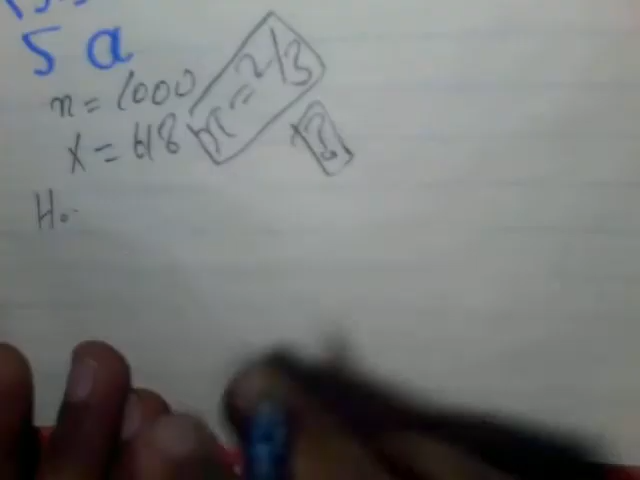 5 a
n = 1000
π = 2/3
X = 618
H₀: